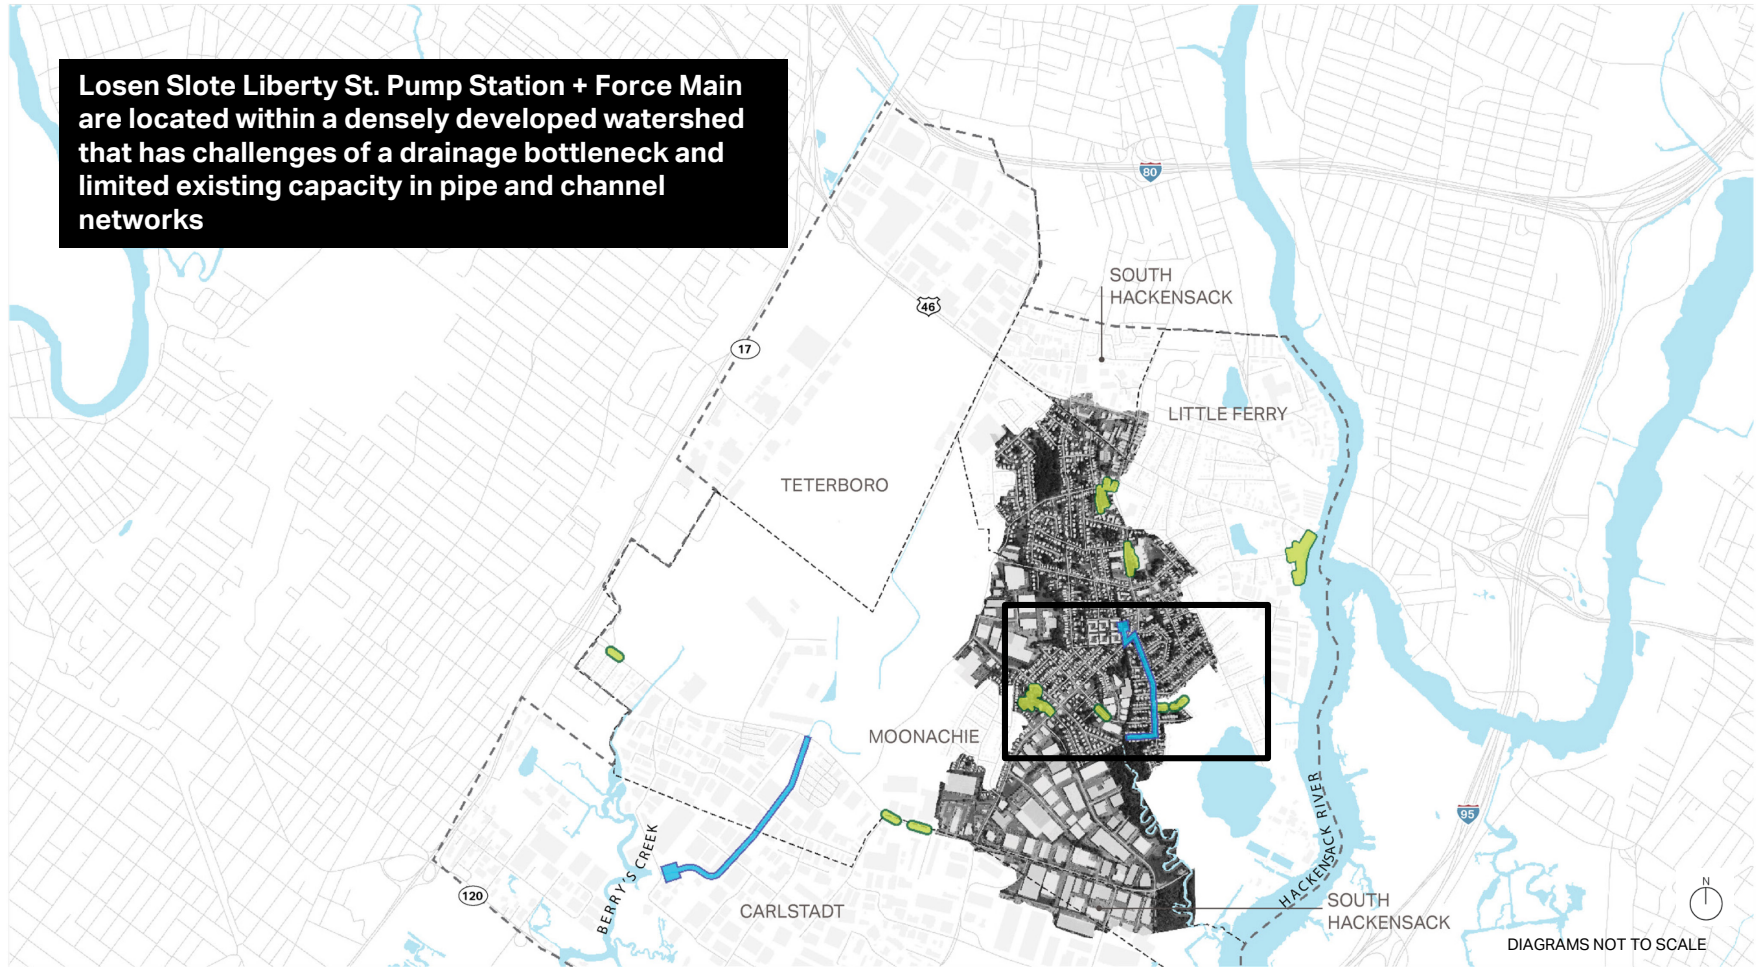 Losen Slote Liberty St. Pump Station + Force Main
are located within a densely developed watershed
that has challenges of a drainage bottleneck and
limited existing capacity in pipe and channel
networks
80
SOUTH
HACKENSACK
46
17
LITTLE FERRY
TETERBORO
MOONACHIE
HACKENSACK RIVER
95
BERRY'S CREEK
120
CARLSTADT
SOUTH
HACKENSACK
N
DIAGRAMS NOT TO SCALE